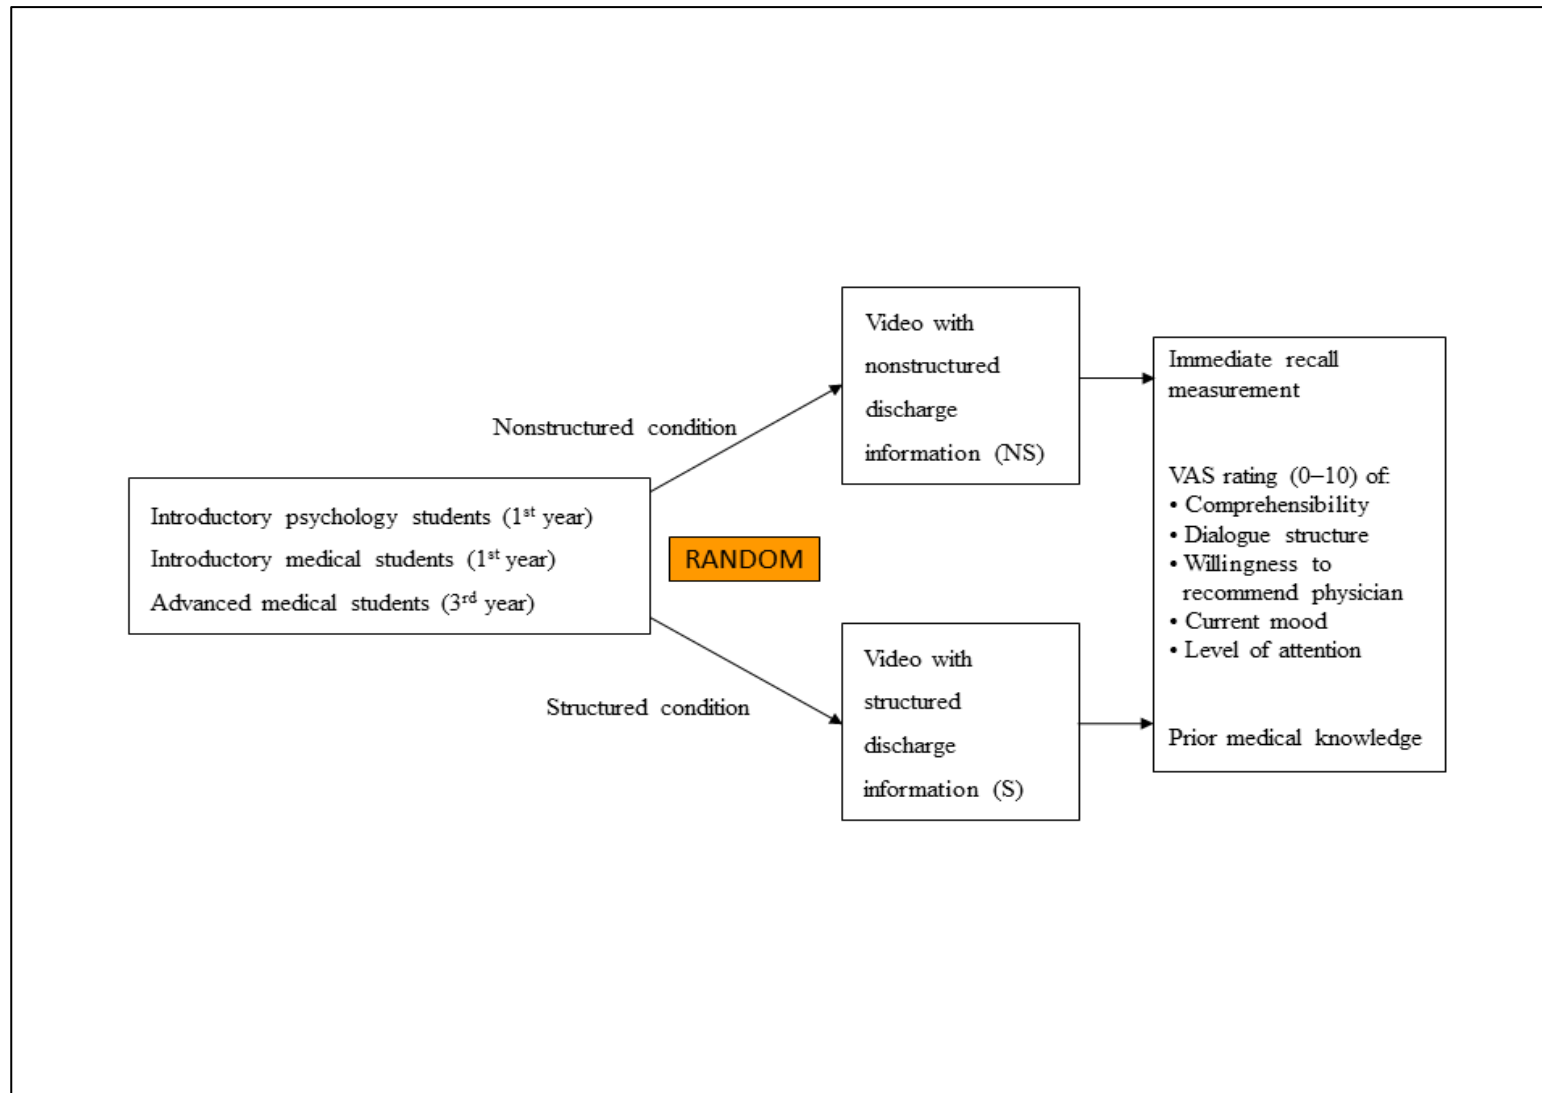 Introductory psychology students (1st year)
Introductory medical students (1st year)
Advanced medical students (3rd year)
Nonstructured condition
RANDOM
Structured condition
Video with
nonstructured
discharge
information (NS)
Video with
structured
discharge
information (S)
Immediate recall
measurement
VAS rating (0–10) of:
• Comprehensibility
• Dialogue structure
• Willingness to
recommend physician
• Current mood
• Level of attention
Prior medical knowledge